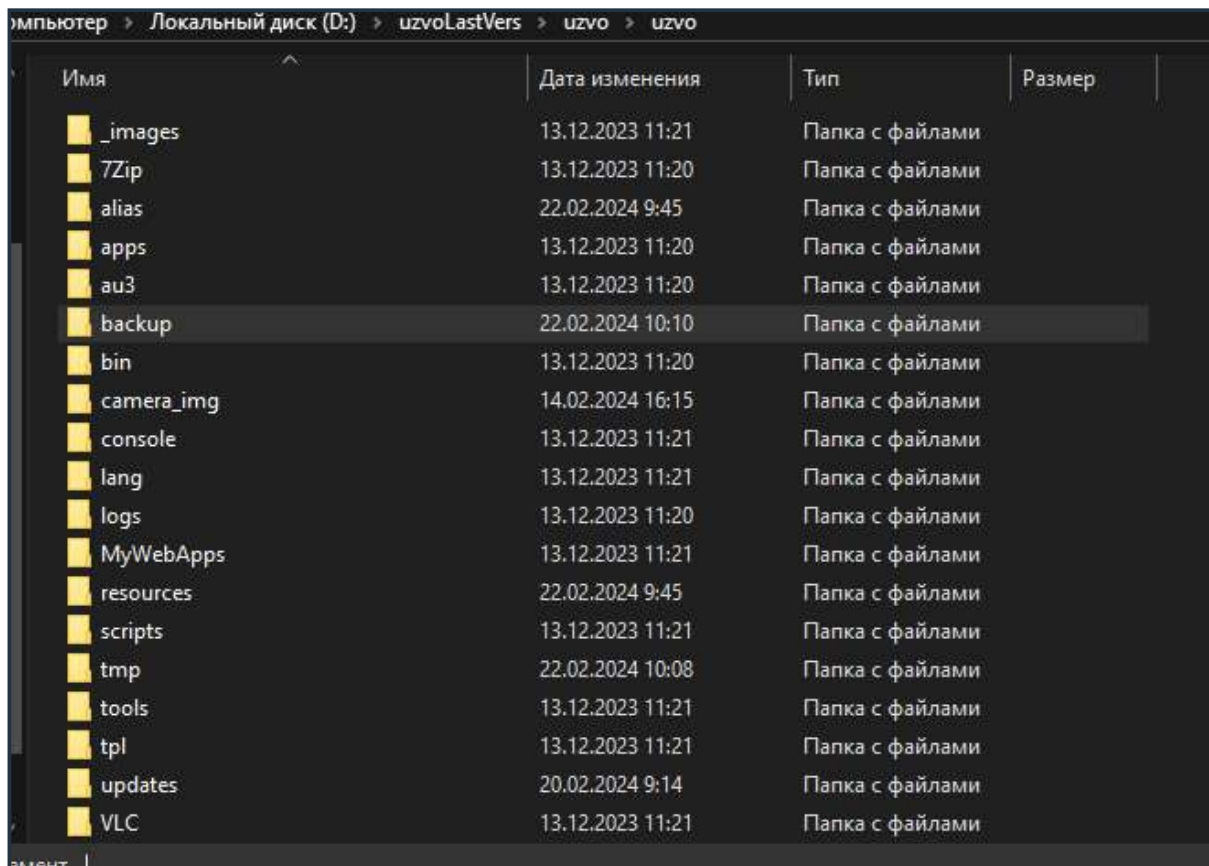 омпьютер > Локальный диск (D:) > uzvoLastVers > uzvo > uzvo
Имя Дата изменения Тип Размер
_images 13.12.2023 11:21 Папка с файлами
7Zip 13.12.2023 11:20 Папка с файлами
alias 22.02.2024 9:45 Папка с файлами
apps 13.12.2023 11:20 Папка с файлами
au3 13.12.2023 11:20 Папка с файлами
backup 22.02.2024 10:10 Папка с файлами
bin 13.12.2023 11:20 Папка с файлами
camera_img 14.02.2024 16:15 Папка с файлами
console 13.12.2023 11:21 Папка с файлами
lang 13.12.2023 11:21 Папка с файлами
logs 13.12.2023 11:20 Папка с файлами
MyWebApps 13.12.2023 11:21 Папка с файлами
resources 22.02.2024 9:45 Папка с файлами
scripts 13.12.2023 11:21 Папка с файлами
tmp 22.02.2024 10:08 Папка с файлами
tools 13.12.2023 11:21 Папка с файлами
tpl 13.12.2023 11:21 Папка с файлами
updates 20.02.2024 9:14 Папка с файлами
VLC 13.12.2023 11:21 Папка с файлами